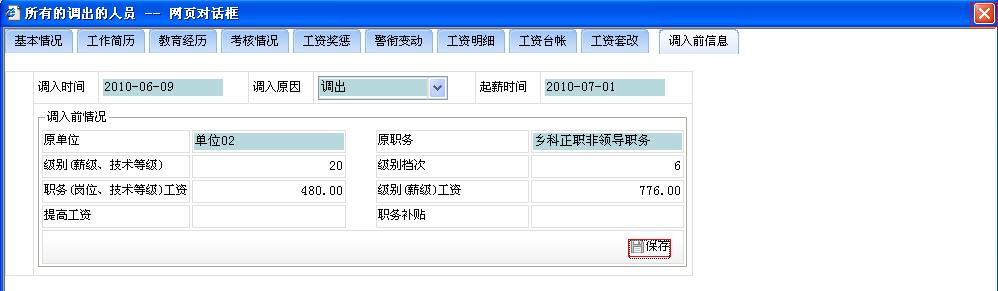 所有的调出的人员 -- 网页对话框
基本情况 工作简历 教育经历 考核情况 工资奖惩 警衔变动 工资明细 工资台帐 工资套改 调入前信息
调入时间 2010-06-09 调入原因 调出 起薪时间 2010-07-01
调入前情况
原单位 单位02 原职务 乡科正职非领导职务
级别(薪级、技术等级) 20 级别档次 6
职务(岗位、技术等级)工资 480.00 级别(薪级)工资 776.00
提高工资 职务补贴
保存